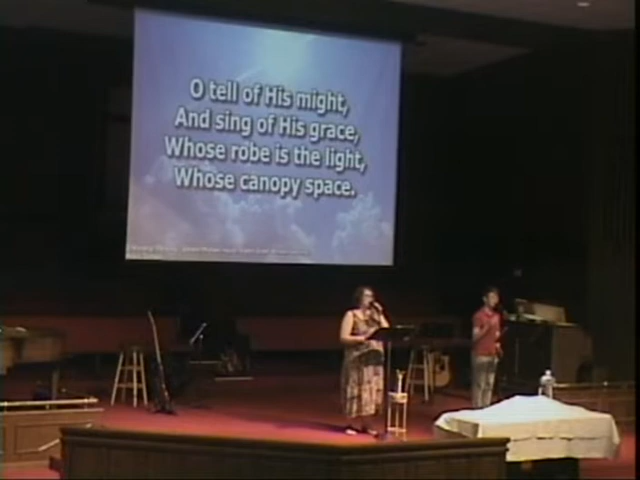 O tell of His might,
And sing of His grace,
Whose robe is the light,
Whose canopy space.